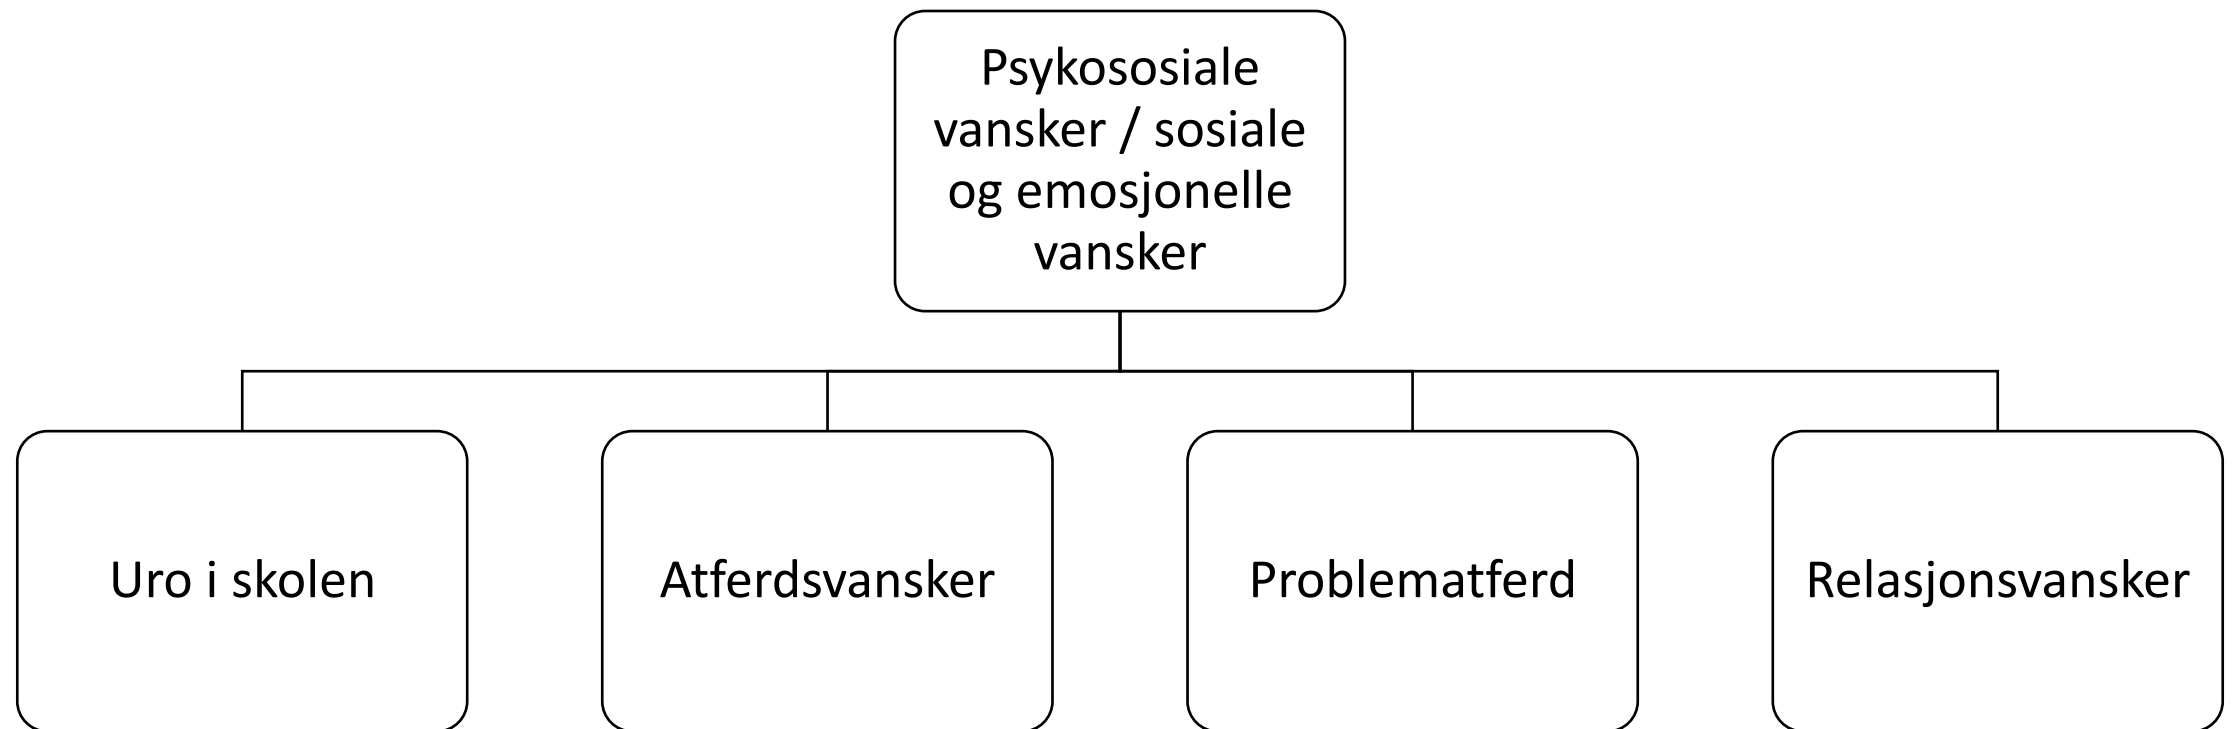 Psykososiale
vansker / sosiale
og emosjonelle
vansker
Uro i skolen
Atferdsvansker
Problematferd
Relasjonsvansker